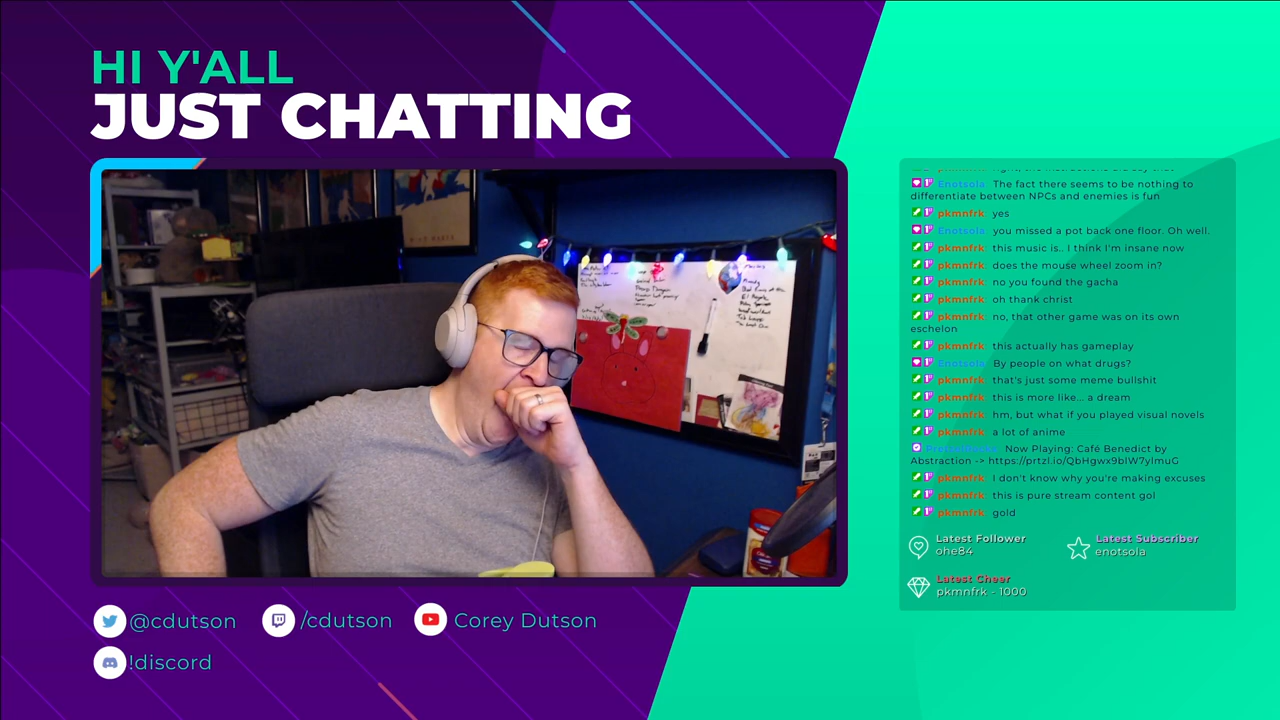 HI Y'ALL
JUST CHATTING
Enotsola The fact there seems to be nothing to
differentiate between NPCs and enemies is fun
pkmnfrk yes
Enotsola you missed a pot back one floor. Oh well.
pkmnfrk this music is.. I think I'm insane now
pkmnfrk does the mouse wheel zoom in?
pkmnfrk no you found the gacha
pkmnfrk oh thank christ
pkmnfrk no, that other game was on its own
eschelon
pkmnfrk this actually has gameplay
Enotsola By people on what drugs?
pkmnfrk that's just some meme bullshit
pkmnfrk this is more like... a dream
pkmnfrk hm, but what if you played visual novels
pkmnfrk a lot of anime
Now Playing: Café Benedict by
Abstraction -> https://prtzl.io/QbHgwx9bIW7ylmuG
pkmnfrk I don't know why you're making excuses
pkmnfrk this is pure stream content gol
pkmnfrk gold
Latest Follower
ohe84
Latest Subscriber
enotsola
Latest Cheer
pkmnfrk - 1000
@cdutson
/cdutson
Corey Dutson
!discord